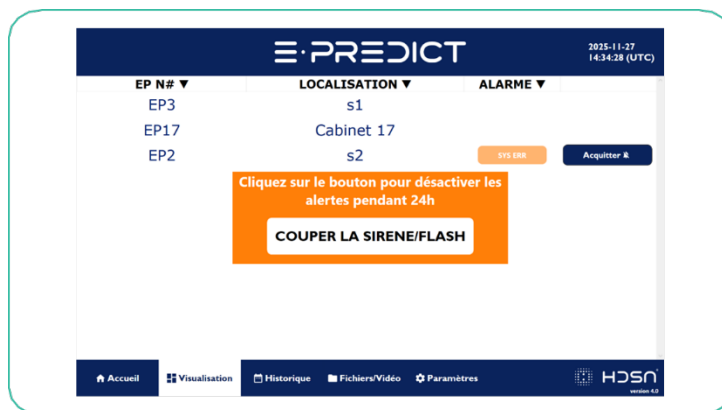 E·PREDICT
2025-11-27
14:34:28 (UTC)
EP N# ▼ LOCALISATION ▼ ALARME ▼
EP3 s1
EP17 Cabinet 17
EP2 s2 SYS ERR Acquitter
Cliquez sur le bouton pour désactiver les
alertes pendant 24h
COUPER LA SIRENE/FLASH
Accueil Visualisation Historique Fichiers/Vidéo Paramètres HDSN
version 4.0